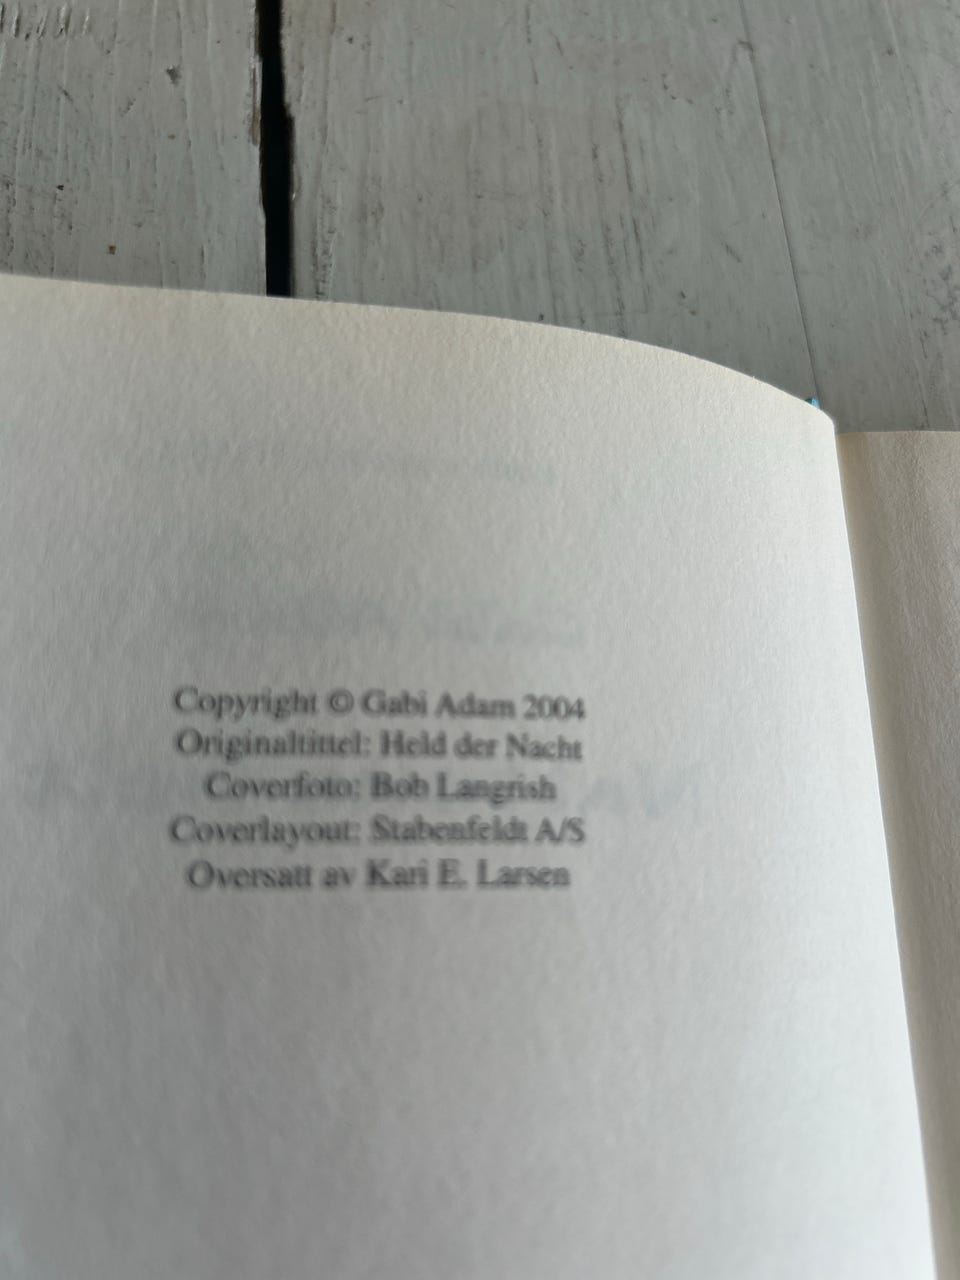 Copyright © Gabi Adam 2004
Originaltittel: Held der Nacht
Coverfoto: Bob Langrish
Coverlayout: Stabenfeldt A/S
Oversatt av Kari E. Larsen